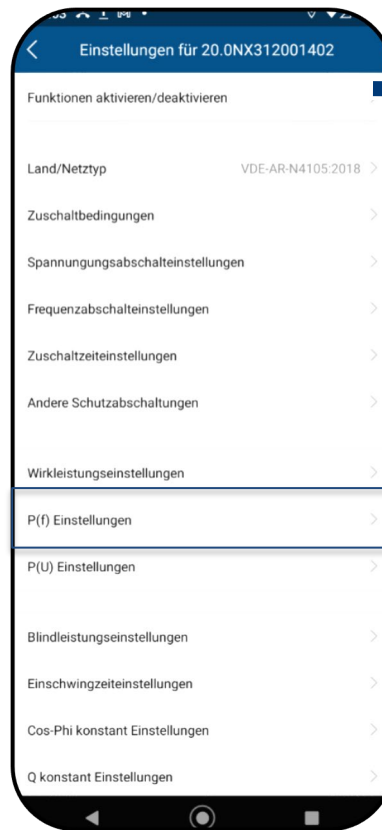 Einstellungen für 20.0NX312001402
Funktionen aktivieren/deaktivieren
Land/Netztyp VDE-AR-N4105:2018
Zuschaltbedingungen
Spannungungsabschalteinstellungen
Frequenzabschalteinstellungen
Zuschaltzeiteinstellungen
Andere Schutzabschaltungen
Wirkleistungseinstellungen
P(f) Einstellungen
P(U) Einstellungen
Blindleistungseinstellungen
Einschwingzeiteinstellungen
Cos-Phi konstant Einstellungen
Q konstant Einstellungen